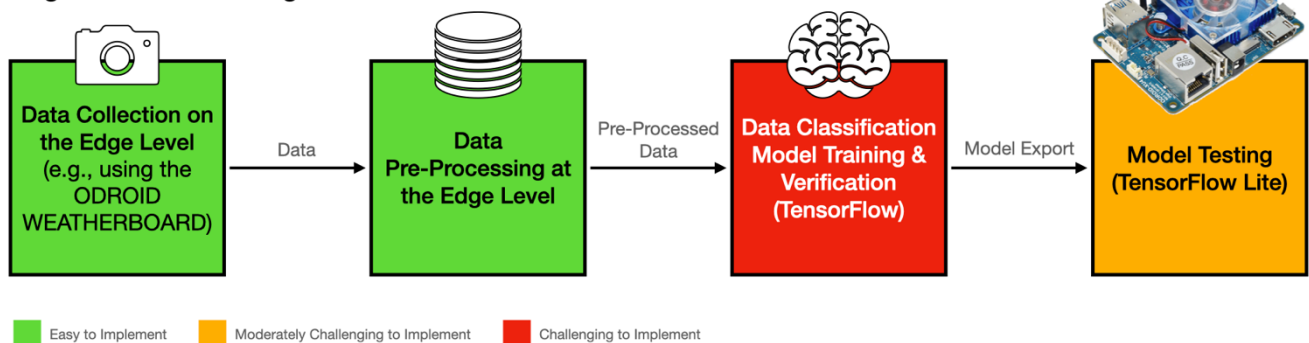 Data Collection on
the Edge Level
(e.g., using the
ODROID
WEATHERBOARD)
Data
Data
Pre-Processing at
the Edge Level
Pre-Processed
Data
Data Classification
Model Training &
Verification
(TensorFlow)
Model Export
Q.C
PASS
Model Testing
(TensorFlow Lite)
Easy to Implement
Moderately Challenging to Implement
Challenging to Implement